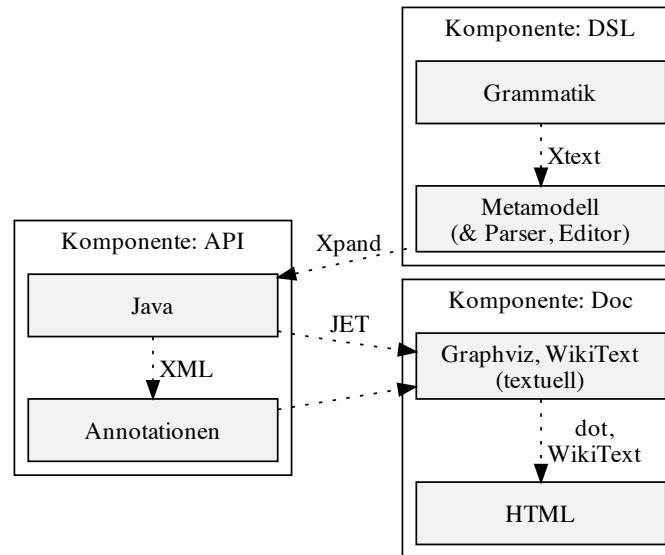 Komponente: DSL
Grammatik
Xtext
Metamodell
(& Parser, Editor)
Komponente: API
Xpand
Java
JET
XML
Annotationen
Komponente: Doc
Graphviz, WikiText
(textuell)
dot,
WikiText
HTML